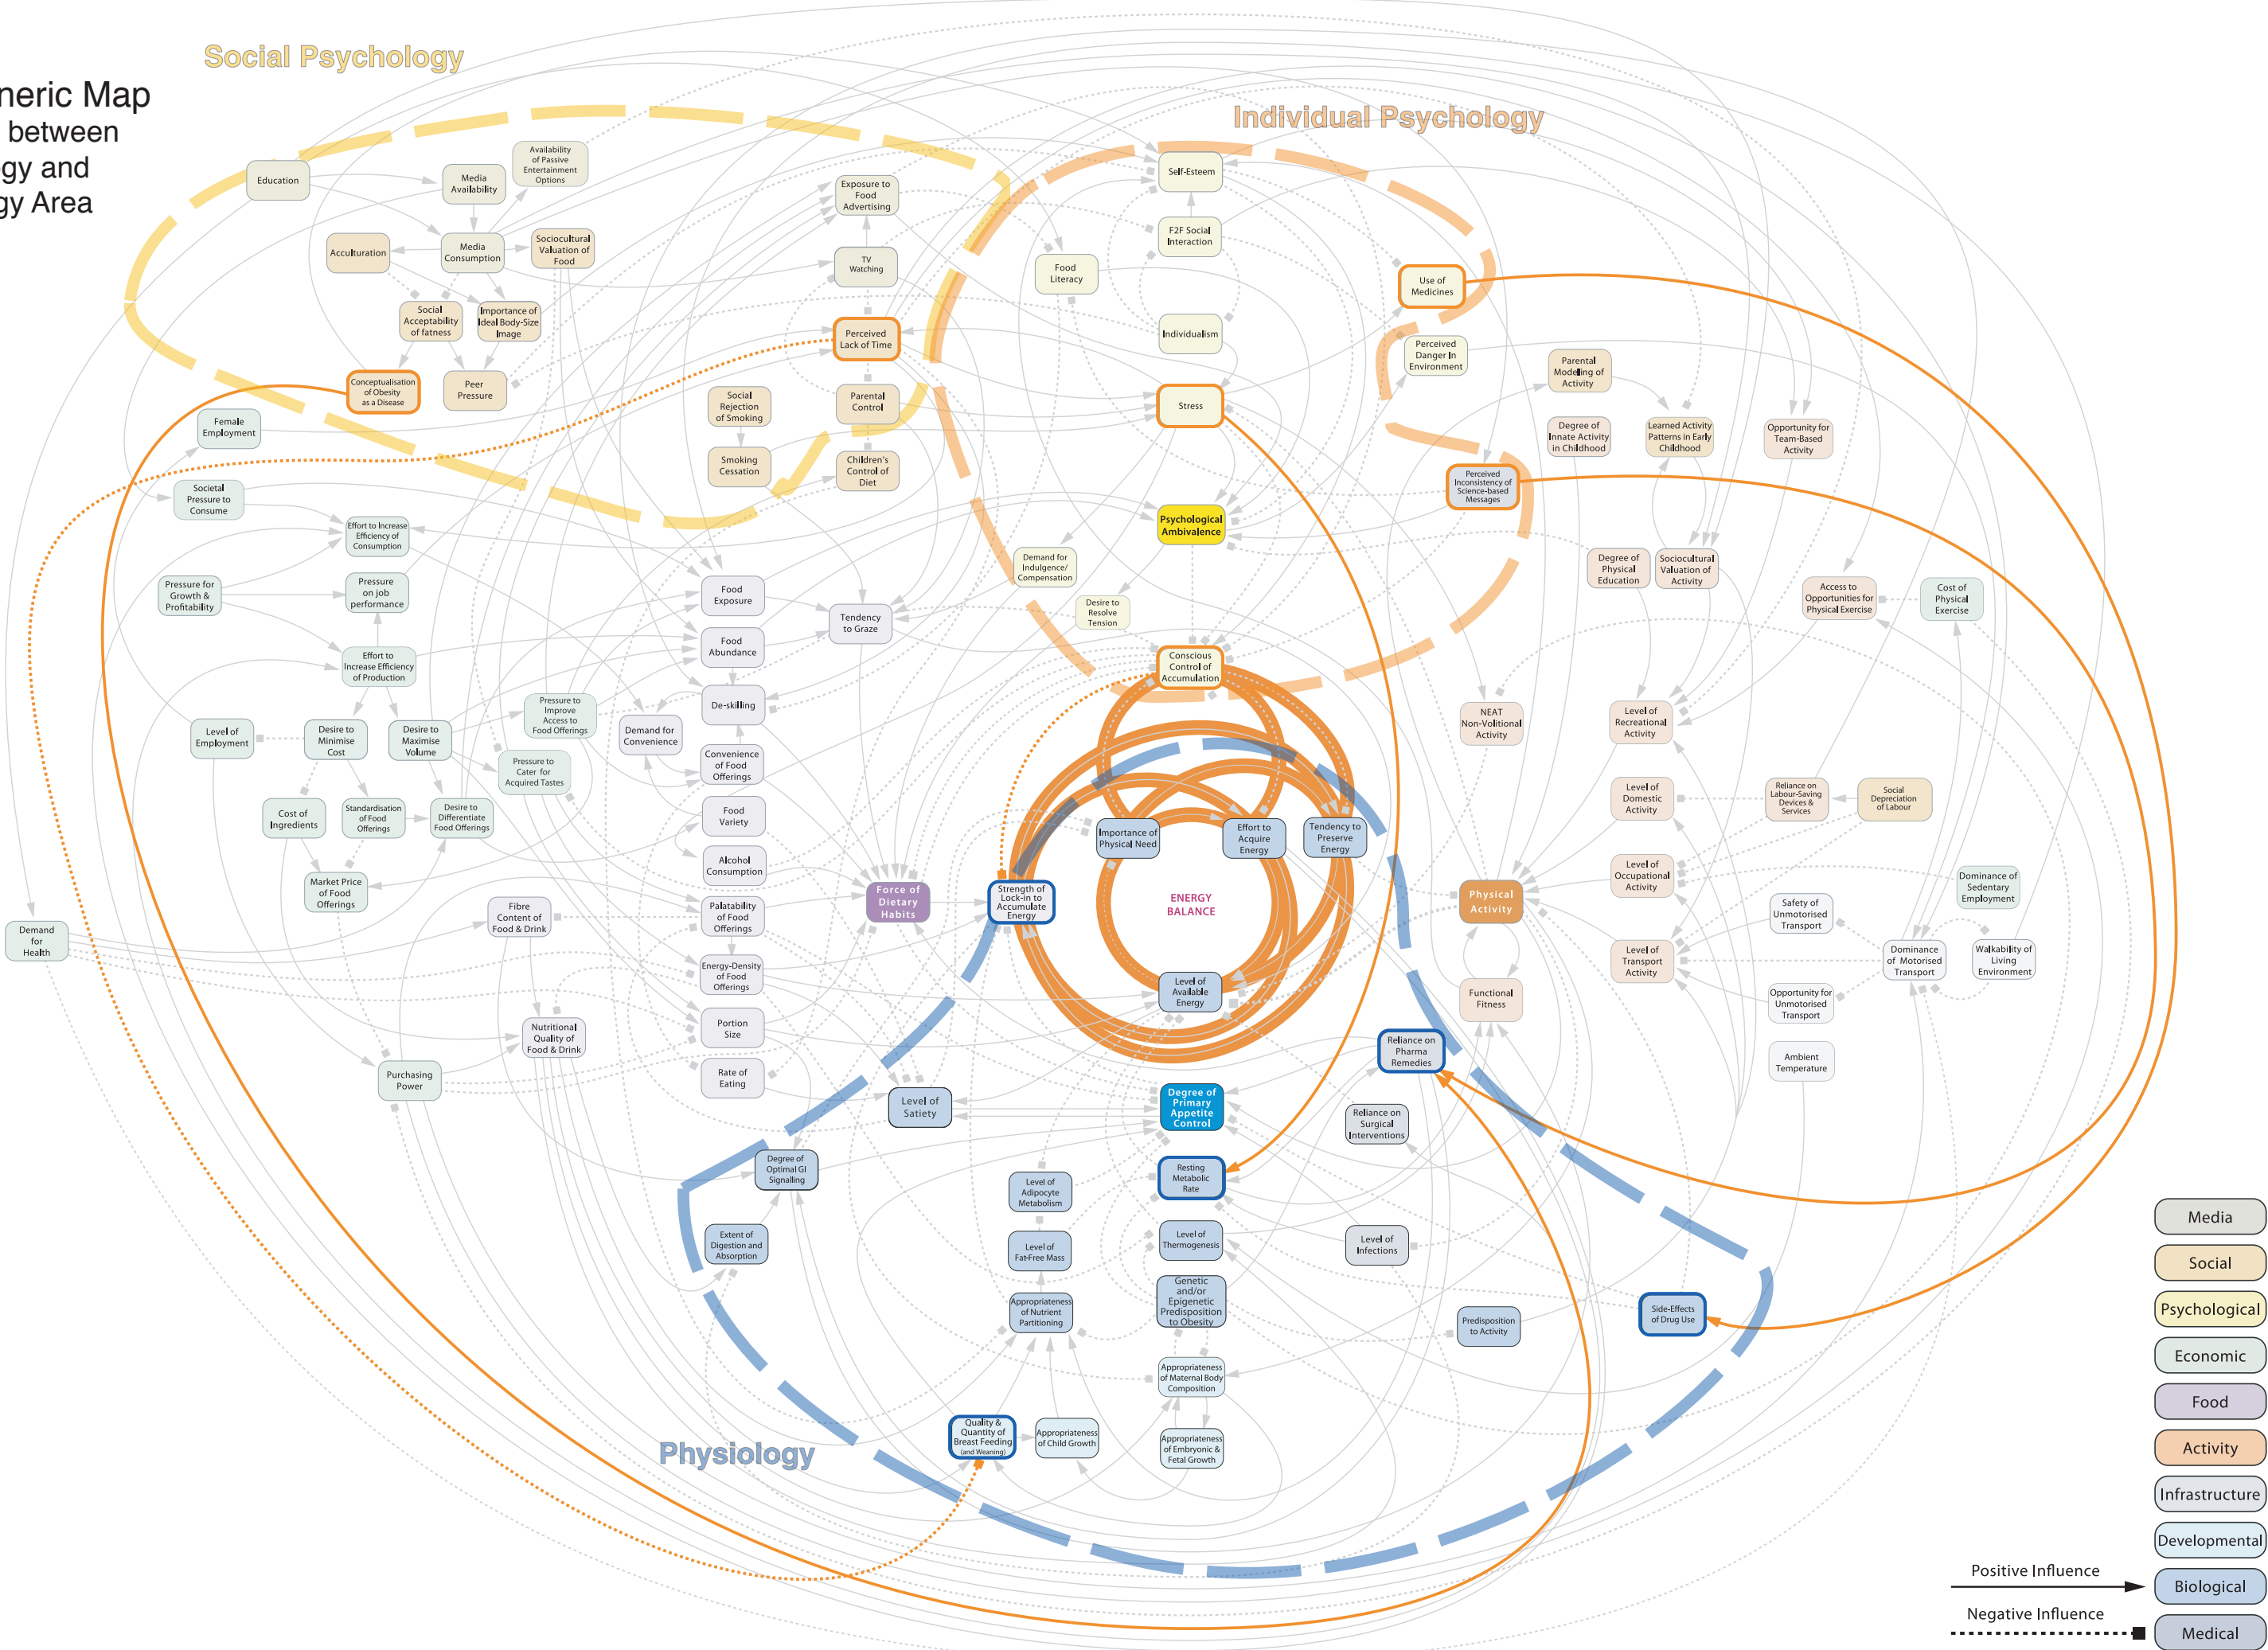 Social Psychology
neric Map
between
gy and
gy Area
Individual Psychology
Education
Media
Availability
Availability
of Passive
Entertainment
Options
Exposure to
Food
Advertising
Self-Esteem
Acculturation
Media
Consumption
Sociocultural
Valuation of
Food
TV
Watching
F2F Social
Interaction
Food
Literacy
Use of
Medicines
Social
Acceptability
of fatness
Importance of
Ideal Body-Size
Image
Perceived
Lack of Time
Individualism
Perceived
Danger In
Environment
Parental
Modeling of
Activity
Conceptualisation
of Obesity
as a Disease
Peer
Pressure
Social
Rejection
of Smoking
Parental
Control
Stress
Female
Employment
Degree of
Innate Activity
in Childhood
Learned Activity
Patterns in Early
Childhood
Opportunity for
Team-Based
Activity
Smoking
Cessation
Children's
Control of
Diet
Perceived
Inconsistency of
Science-based
Messages
Societal
Pressure to
Consume
Effort to Increase
Efficiency of
Consumption
Psychological
Ambivalence
Demand for
Indulgence/
Compensation
Degree of
Physical
Education
Sociocultural
Valuation of
Activity
Pressure for
Growth &
Profitability
Pressure
on job
performance
Food
Exposure
Tendency
to Graze
Desire to
Resolve
Tension
Access to
Opportunities for
Physical Exercise
Cost of
Physical
Exercise
Effort to
Increase Efficiency
of Production
Food
Abundance
Conscious
Control of
Accumulation
Level of
Employment
Desire to
Minimise
Cost
Desire to
Maximise
Volume
Pressure to
Improve
Access to
Food Offerings
Demand for
Convenience
De-skilling
NEAT
Non-Volitional
Activity
Level of
Recreational
Activity
Pressure to
Cater for
Acquired Tastes
Convenience
of Food
Offerings
Cost of
Ingredients
Standardisation
of Food
Offerings
Desire to
Differentiate
Food Offerings
Food
Variety
Importance of
Physical Need
Effort to
Acquire
Energy
Tendency to
Preserve
Energy
Level of
Domestic
Activity
Reliance on
Labour-Saving
Devices &
Services
Social
Depreciation
of Labour
Market Price
of Food
Offerings
Alcohol
Consumption
Force of
Dietary
Habits
Strength of
Lock-in to
Accumulate
Energy
ENERGY
BALANCE
Physical
Activity
Level of
Occupational
Activity
Dominance of
Sedentary
Employment
Demand
for
Health
Fibre
Content of
Food & Drink
Palatability
of Food
Offerings
Safety of
Unmotorised
Transport
Energy-Density
of Food
Offerings
Level of
Available
Energy
Functional
Fitness
Level of
Transport
Activity
Dominance
of Motorised
Transport
Walkability of
Living
Environment
Opportunity for
Unmotorised
Transport
Nutritional
Quality of
Food & Drink
Portion
Size
Reliance on
Pharma
Remedies
Ambient
Temperature
Purchasing
Power
Rate of
Eating
Level of
Satiety
Degree of
Primary
Appetite
Control
Reliance on
Surgical
Interventions
Degree of
Optimal GI
Signalling
Level of
Adipocyte
Metabolism
Resting
Metabolic
Rate
Extent of
Digestion and
Absorption
Level of
Fat-Free Mass
Level of
Thermogenesis
Level of
Infections
Appropriateness
of Nutrient
Partitioning
Genetic
and/or
Epigenetic
Predisposition
to Obesity
Predisposition
to Activity
Side-Effects
of Drug Use
Appropriateness
of Maternal Body
Composition
Quality &
Quantity of
Breast Feeding
(and Weaning)
Appropriateness
of Child Growth
Appropriateness
of Embryonic &
Fetal Growth
Physiology
Media
Social
Psychological
Economic
Food
Activity
Infrastructure
Developmental
Biological
Medical
Positive Influence
Negative Influence